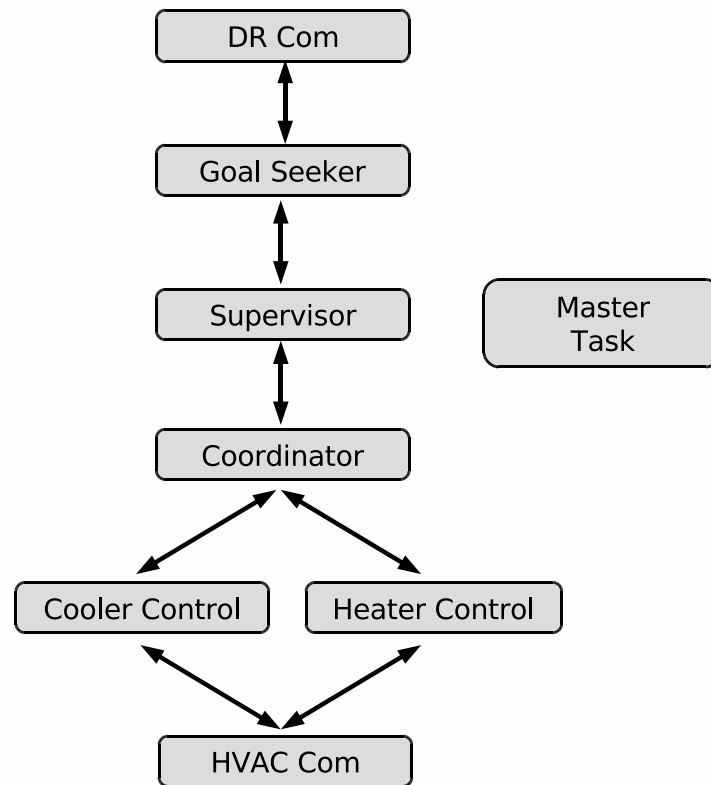 DR Com
Goal Seeker
Supervisor
Master
Task
Coordinator
Cooler Control
Heater Control
HVAC Com